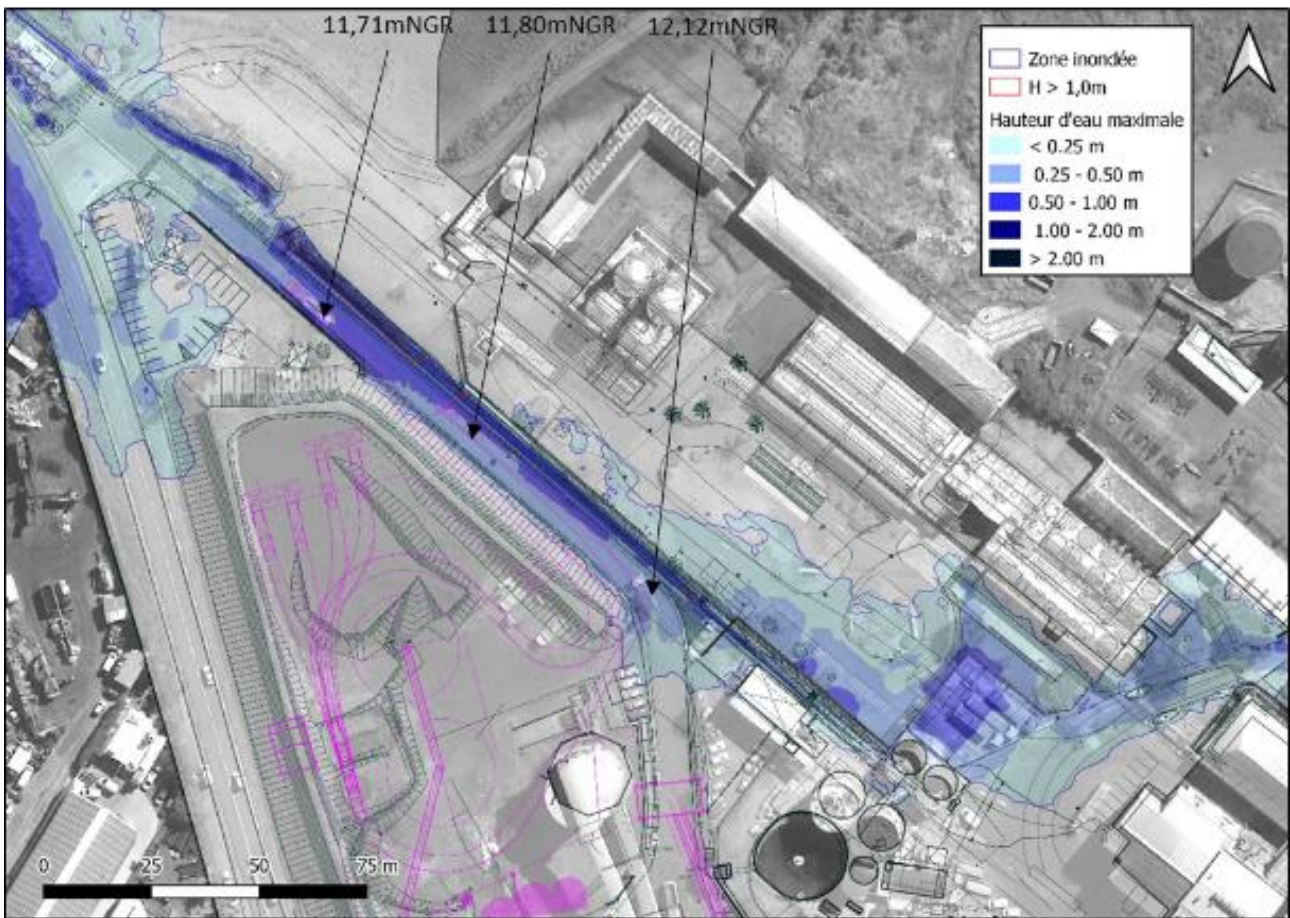 11,71mNGR 11,80mNGR 12,12mNGR
Zone inondée
H > 1,0m
Hauteur d'eau maximale
< 0.25 m
0.25 - 0.50 m
0.50 - 1.00 m
1.00 - 2.00 m
> 2.00 m
0 25 50 75 m